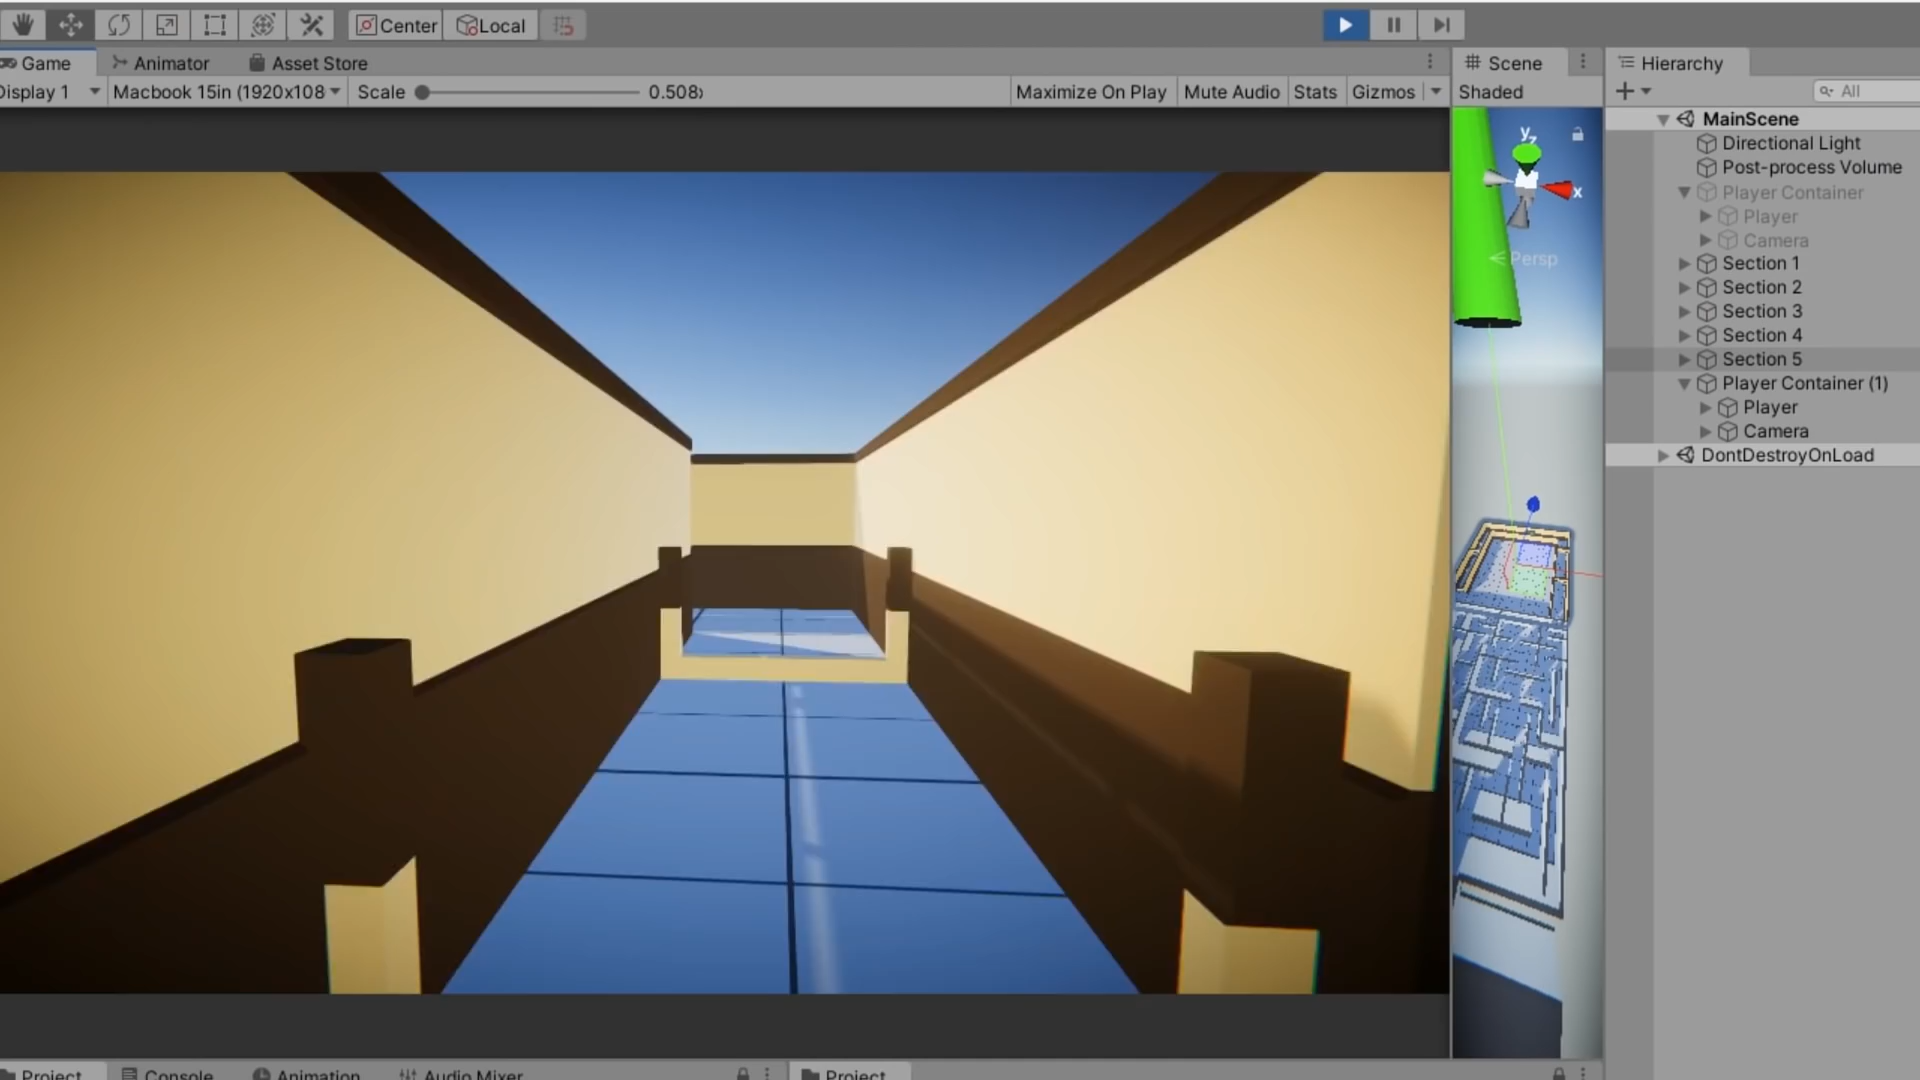 Center
Local
Game
Animator
Asset Store
Scene
Hierarchy
Display 1
Macbook 15in (1920x108
Scale
0.508x
Maximize On Play
Mute Audio
Stats
Gizmos
Shaded
All
MainScene
Directional Light
Post-process Volume
Player Container
Player
Camera
Section 1
Section 2
Section 3
Section 4
Section 5
Player Container (1)
Player
Camera
DontDestroyOnLoad
y
z
x
Persp
Project
Console
Animation
Audio Mixer
Project